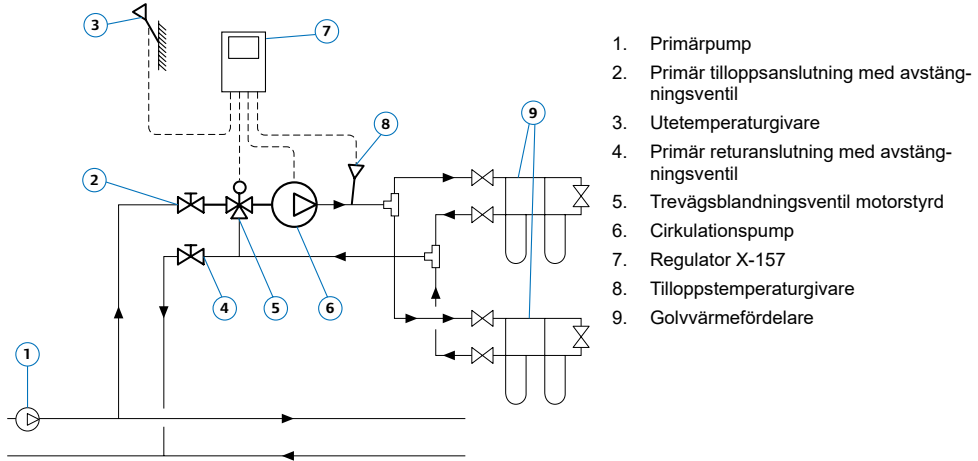 3
7
8
9
2
4
5
6
1
1. Primärpump
2. Primär tilloppsanslutning med avstäng-
ningsventil
3. Utetemperaturgivare
4. Primär returanslutning med avstäng-
ningsventil
5. Trevägsblandningsventil motorstyrd
6. Cirkulationspump
7. Regulator X-157
8. Tilloppstemperaturgivare
9. Golvvärmefördelare